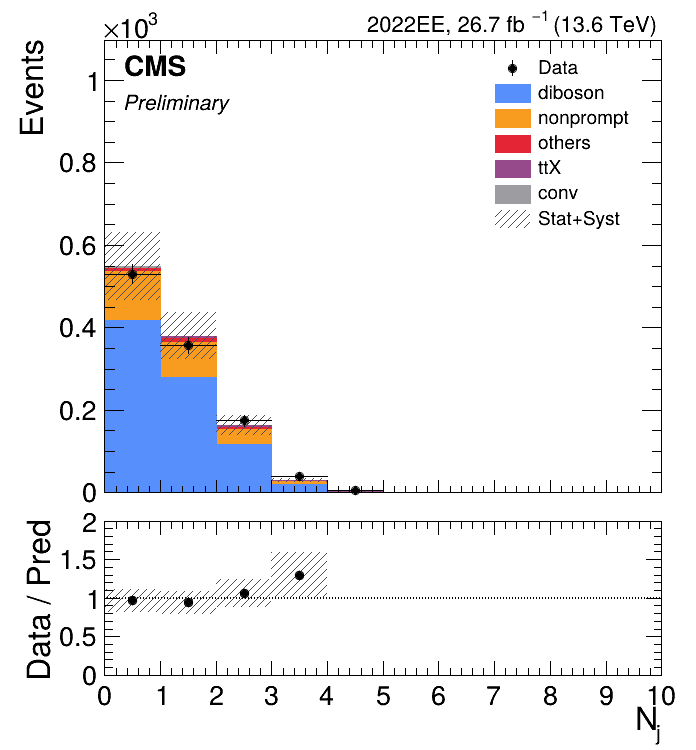 ×10³
2022EE, 26.7 fb ⁻¹ (13.6 TeV)
CMS
Preliminary
Events
1
0.8
0.6
0.4
0.2
0
Data
diboson
nonprompt
others
ttX
conv
Stat+Syst
Data / Pred
2
1.5
1
0.5
0
0 1 2 3 4 5 6 7 8 9 10
N_j